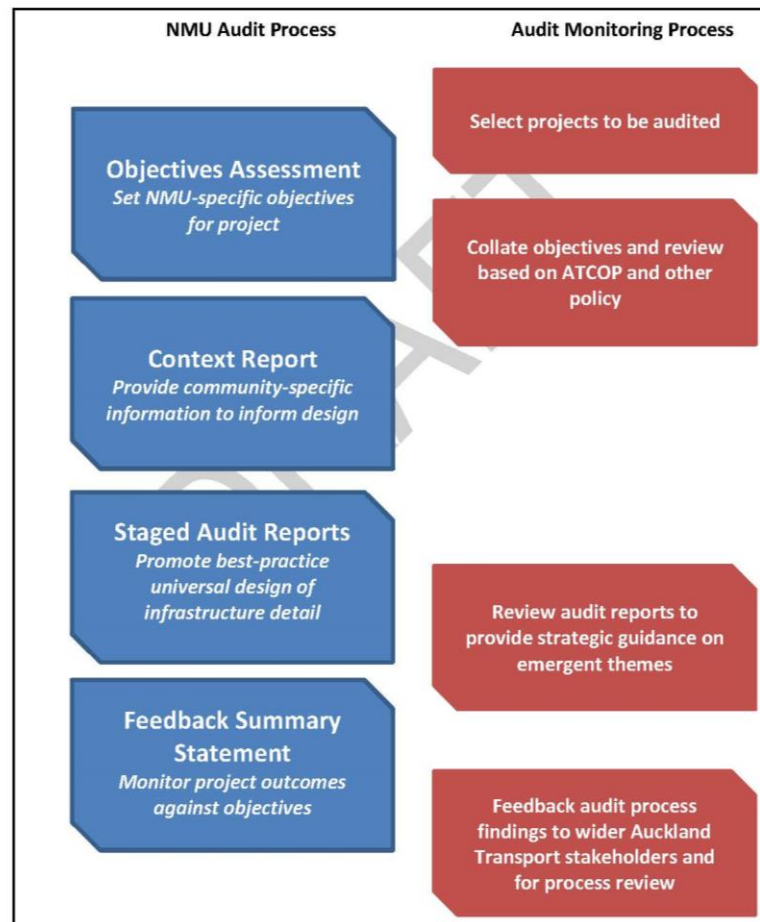 NMU Audit Process
Audit Monitoring Process
Objectives Assessment
Set NMU-specific objectives
for project
Context Report
Provide community-specific
information to inform design
Staged Audit Reports
Promote best-practice
universal design of
infrastructure detail
Feedback Summary
Statement
Monitor project outcomes
against objectives
Select projects to be audited
Collate objectives and review
based on ATCOP and other
policy
Review audit reports to
provide strategic guidance on
emergent themes
Feedback audit process
findings to wider Auckland
Transport stakeholders and
for process review
DRAFT